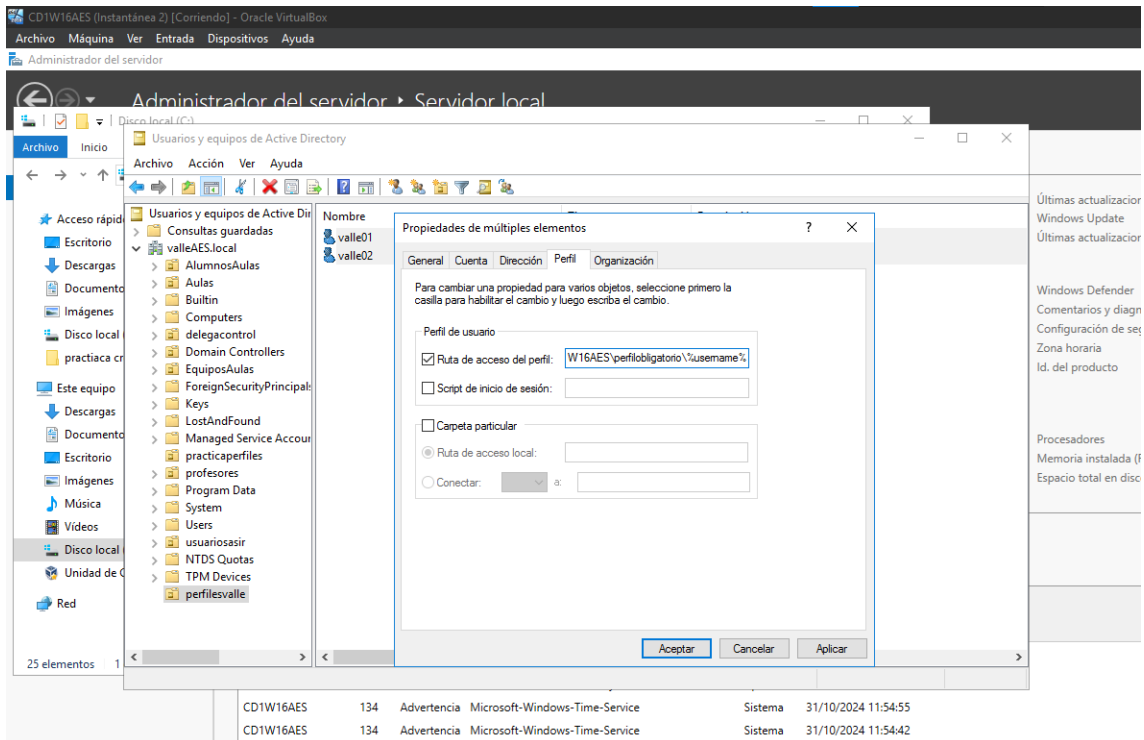 CD1W16AES (Instantánea 2) [Corriendo] - Oracle VirtualBox
Archivo Máquina Ver Entrada Dispositivos Ayuda
Administrador del servidor
Administrador del servidor ‣ Servidor local
Disco local (C:)
Archivo Inicio
Usuarios y equipos de Active Directory
Archivo Acción Ver Ayuda
Acceso rápid
Escritorio
Descargas
Documento
Imágenes
Disco local
practiaca cr
Este equipo
Descargas
Documento
Escritorio
Imágenes
Música
Vídeos
Disco local
Unidad de C
Red
25 elementos 1
Usuarios y equipos de Active Dir
Consultas guardadas
valleAES.local
AlumnosAulas
Aulas
Builtin
Computers
delegacontrol
Domain Controllers
EquiposAulas
ForeignSecurityPrincipals
Keys
LostAndFound
Managed Service Accour
practicaperfiles
profesores
Program Data
System
Users
usuariosasir
NTDS Quotas
TPM Devices
perfilesvalle
Nombre
valle01
valle02
Propiedades de múltiples elementos ?
General Cuenta Dirección Perfil Organización
Para cambiar una propiedad para varios objetos, seleccione primero la
casilla para habilitar el cambio y luego escriba el cambio.
Perfil de usuario
Ruta de acceso del perfil: W16AES\perfilobligatorio\%username%
Script de inicio de sesión:
Carpeta particular
Ruta de acceso local:
Conectar: a:
Aceptar Cancelar Aplicar
Últimas actualizacior
Windows Update
Últimas actualizacior
Windows Defender
Comentarios y diagn
Configuración de seg
Zona horaria
Id. del producto
Procesadores
Memoria instalada (F
Espacio total en disc
CD1W16AES 134 Advertencia Microsoft-Windows-Time-Service Sistema 31/10/2024 11:54:55
CD1W16AES 134 Advertencia Microsoft-Windows-Time-Service Sistema 31/10/2024 11:54:42